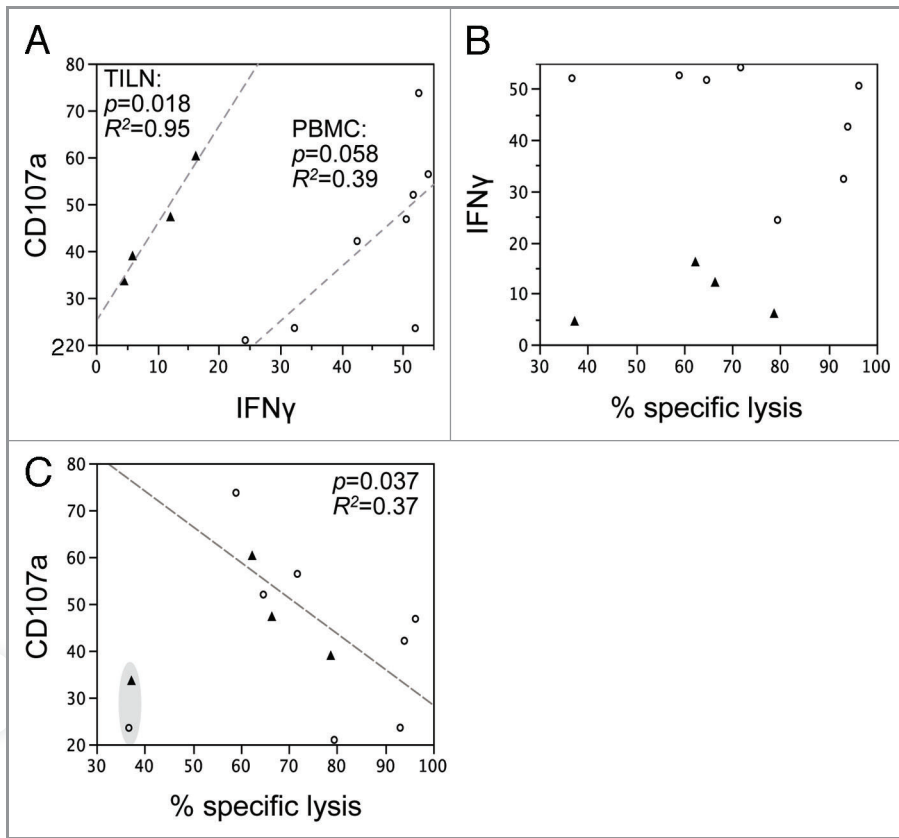 A
CD107a
80
70
60
50
40
30
220
TILN:
p=0.018
R²=0.95
PBMC:
p=0.058
R²=0.39
0 10 20 30 40 50
IFNγ
B
IFNγ
50
40
30
20
10
0
30 40 50 60 70 80 90 100
% specific lysis
C
CD107a
80
70
60
50
40
30
20
p=0.037
R²=0.37
30 40 50 60 70 80 90 100
% specific lysis